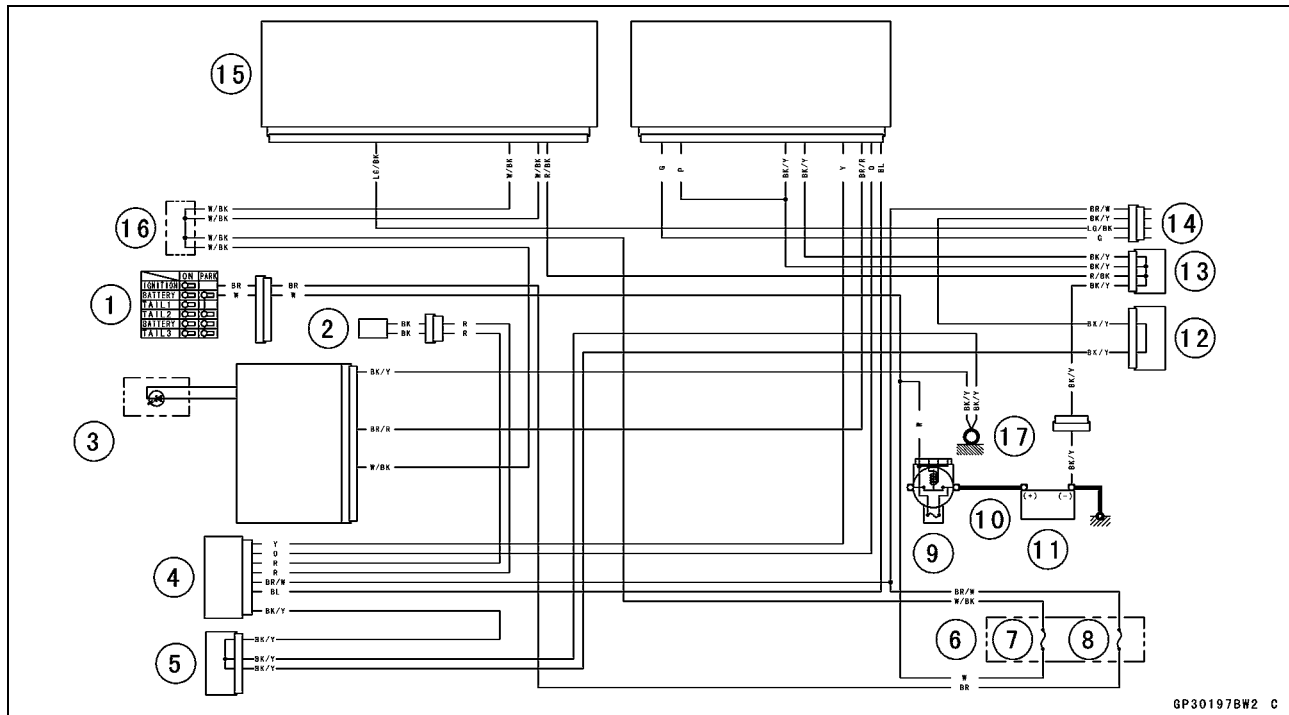 15
LG/BK
W/BK
W/BK
R/BK
G
P
BK/Y
BK/Y
Y
BR/R
O
BL
16
W/BK
W/BK
W/BK
W/BK
BR/W
BK/Y
LG/BK
G
14
BK/Y
BK/Y
R/BK
BK/Y
13
1
ON PARK
IGNITION
BATTERY
TAIL1
TAIL2
BATTERY
TAIL3
BR
W
BR
W
2
BK
BK
R
R
BK/Y
BK/Y
12
3
BK/Y
BR/R
W/BK
BK/Y
BK/Y
17
BK/Y
BK/Y
(+) (-)
9
10
11
4
Y
O
R
R
BR/W
BL
BK/Y
5
BK/Y
BK/Y
BK/Y
BR/W
W/BK
6
7
8
W
BR
GP30197BW2 C